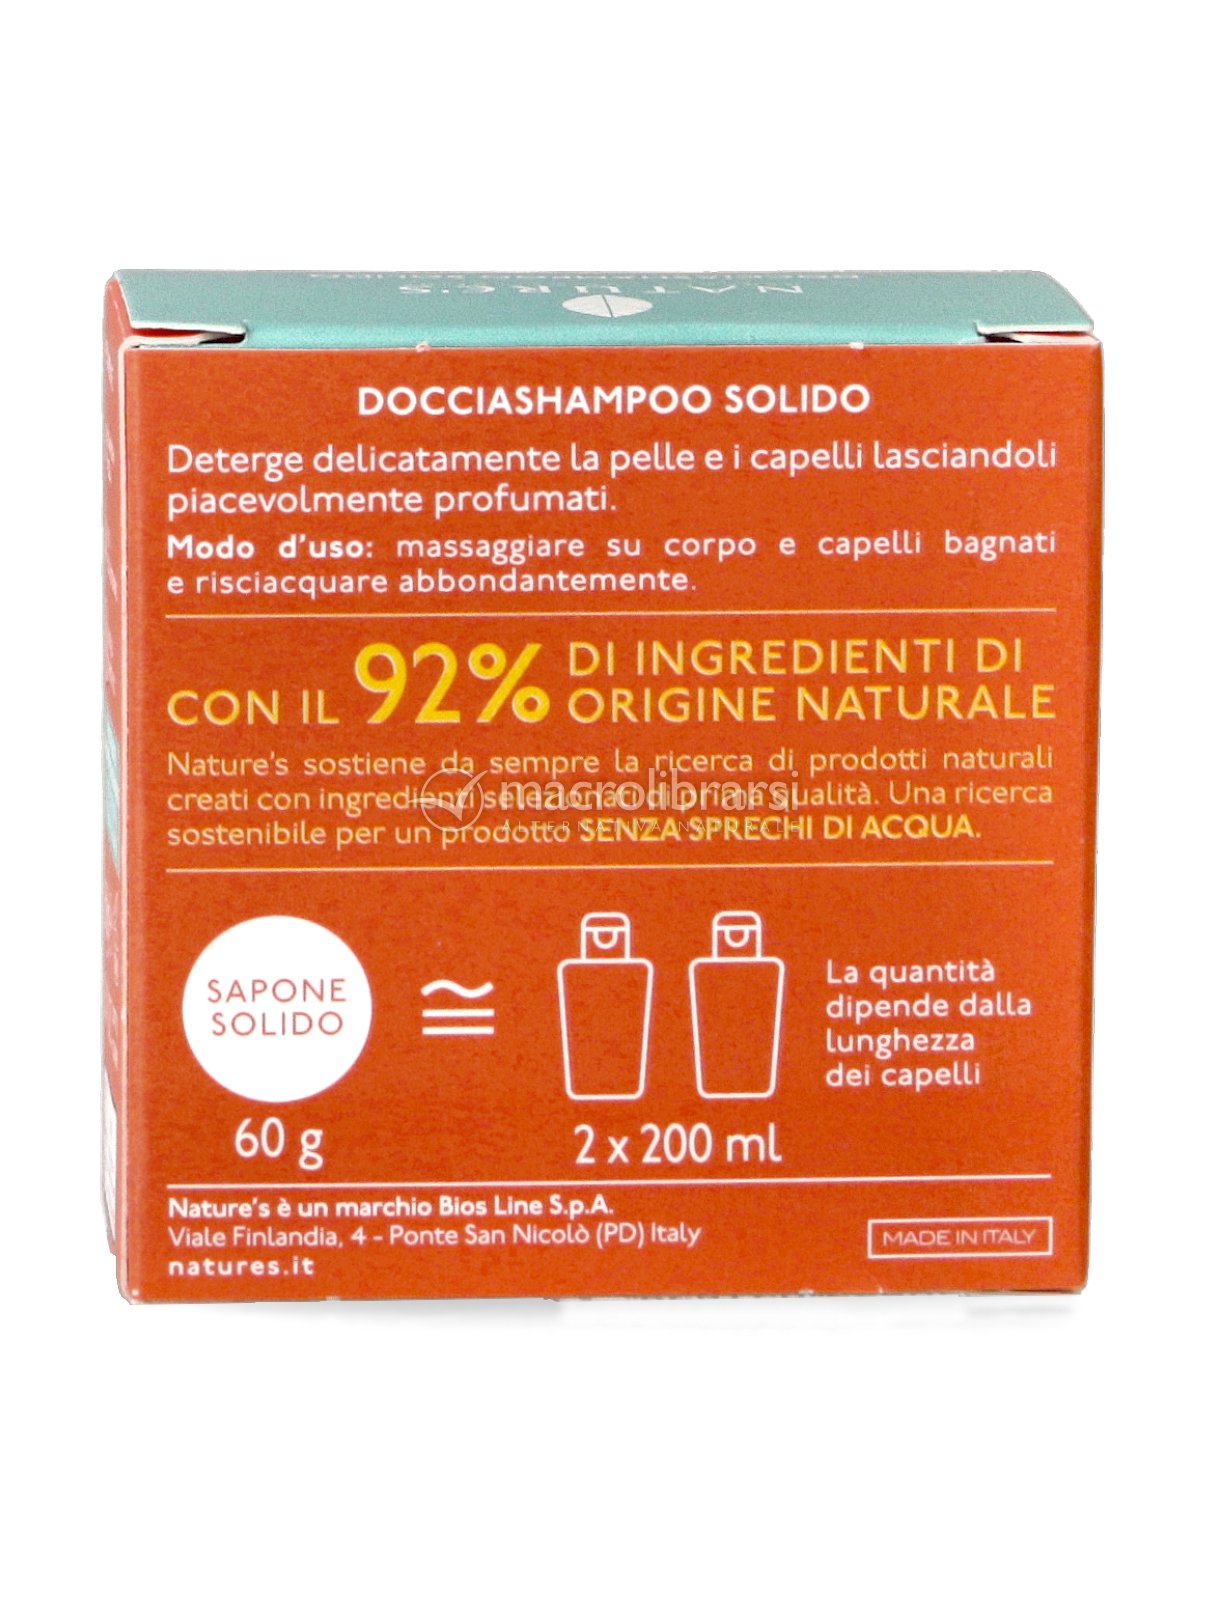 NATURE'S
DOCCIASHAMPOO SOLIDO
Deterge delicatamente la pelle e i capelli lasciandoli
piacevolmente profumati.
Modo d'uso: massaggiare su corpo e capelli bagnati
e risciacquare abbondantemente.
CON IL 92% DI INGREDIENTI DI
ORIGINE NATURALE
Nature's sostiene da sempre la ricerca di prodotti naturali
creati con ingredienti selezionati di prima qualità. Una ricerca
sostenibile per un prodotto SENZA SPRECHI DI ACQUA.
macrolibrarsi
ALTERNATIVA NATURALE
SAPONE
SOLIDO
≅
60 g
2 x 200 ml
La quantità
dipende dalla
lunghezza
dei capelli
Nature's è un marchio Bios Line S.p.A.
Viale Finlandia, 4 - Ponte San Nicolò (PD) Italy
natures.it
MADE IN ITALY